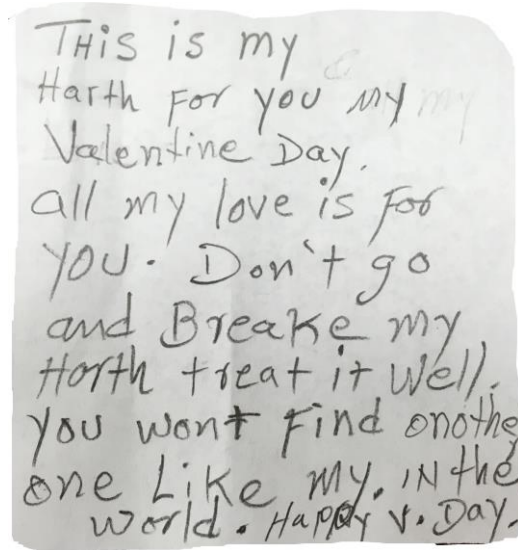 THis is my
Harth For you my my
Valentine Day.
all my love is For
you. Don't go
and Breake my
Horth treat it well.
you wont Find onothe
one Like my. IN the
world. Happy V. Day.